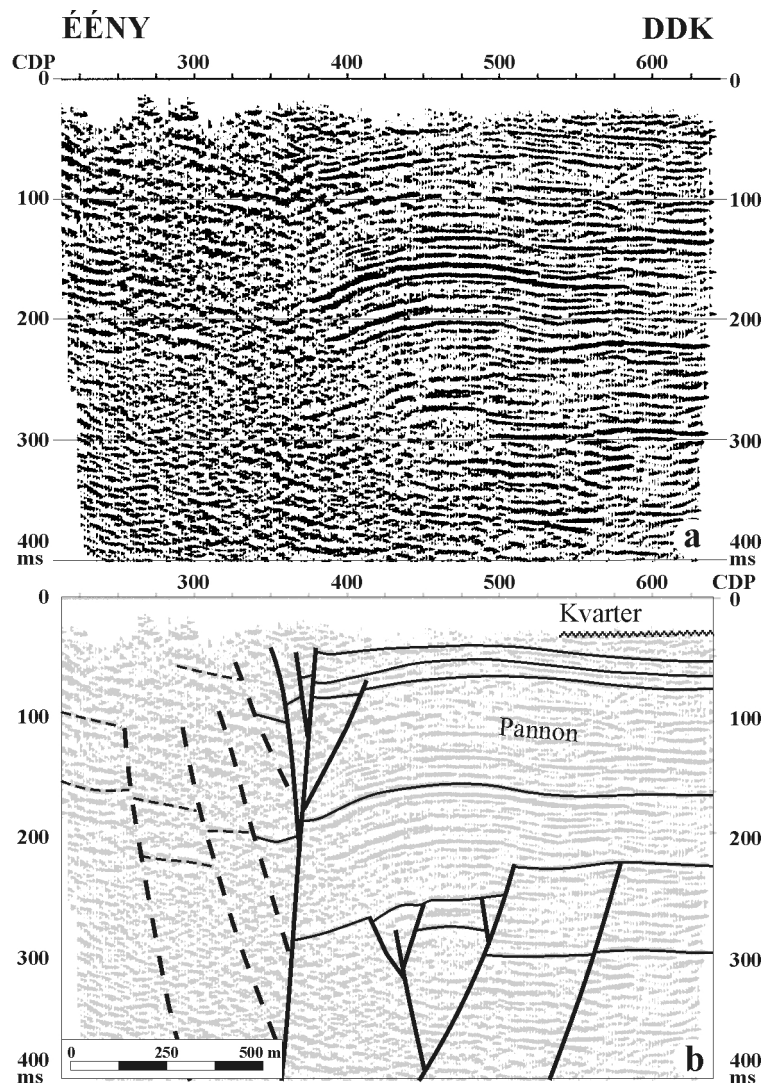 ÉÉNY DDK
CDP 300 400 500 600
0 0
100 100
200 200
300 300
400 400
ms a ms
300 400 500 600 CDP
0 Kvarter 0
100 Pannon 100
200 200
300 300
400 0 250 500 m b 400
ms ms